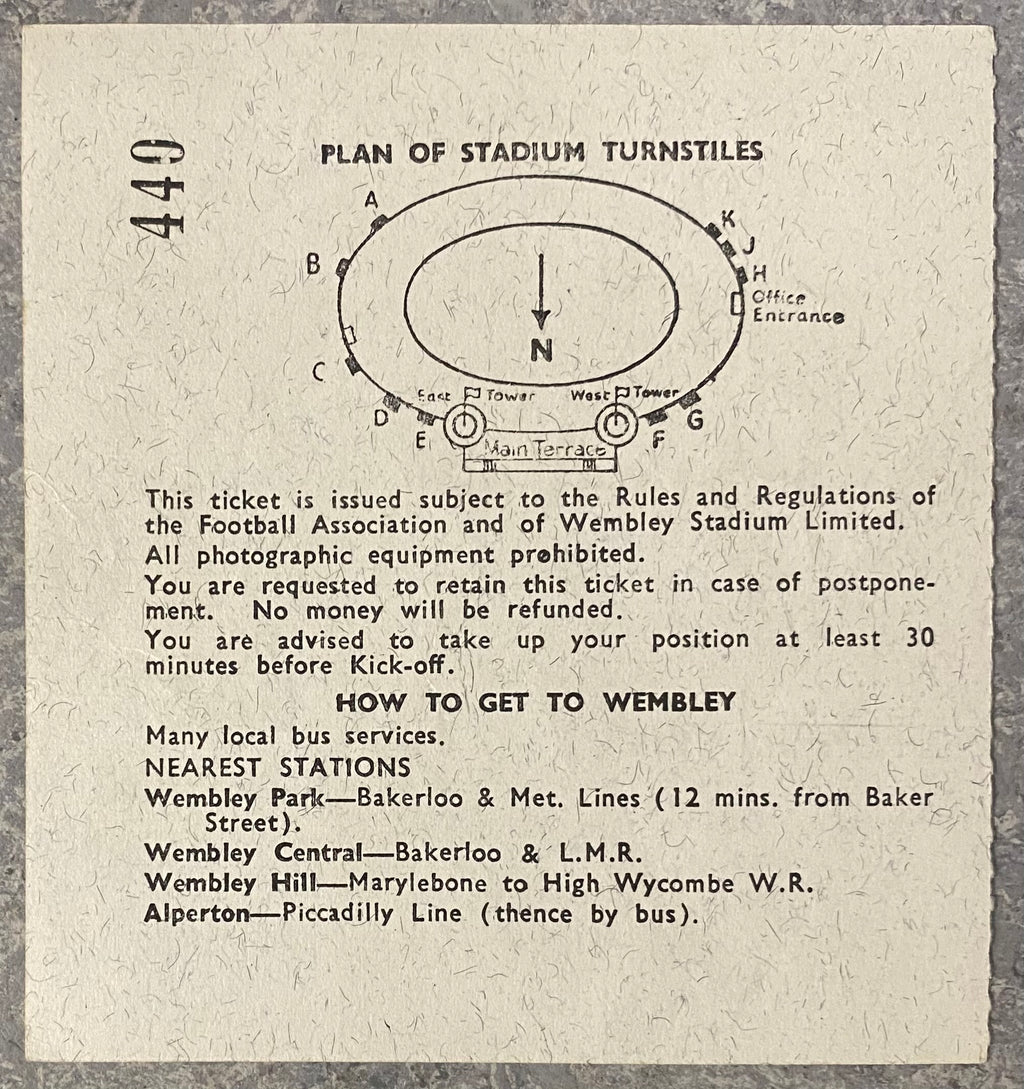 449
PLAN OF STADIUM TURNSTILES
A
K
J
B
H
Office
Entrance
N
C
East Tower
West Tower
D
G
E
F
Main Terrace
This ticket is issued subject to the Rules and Regulations of
the Football Association and of Wembley Stadium Limited.
All photographic equipment prohibited.
You are requested to retain this ticket in case of postpone-
ment. No money will be refunded.
You are advised to take up your position at least 30
minutes before Kick-off.
HOW TO GET TO WEMBLEY
Many local bus services.
NEAREST STATIONS
Wembley Park—Bakerloo & Met. Lines (12 mins. from Baker
Street).
Wembley Central—Bakerloo & L.M.R.
Wembley Hill—Marylebone to High Wycombe W.R.
Alperton—Piccadilly Line (thence by bus).